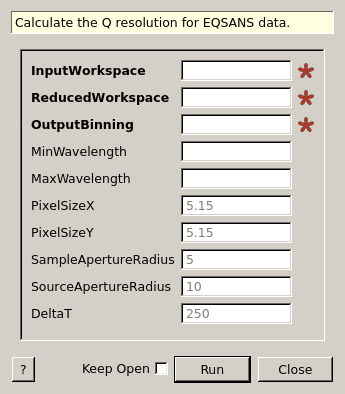 Calculate the Q resolution for EQSANS data.
InputWorkspace
ReducedWorkspace
OutputBinning
MinWavelength
MaxWavelength
PixelSizeX 5.15
PixelSizeY 5.15
SampleApertureRadius 5
SourceApertureRadius 10
DeltaT 250
? Keep Open Run Close